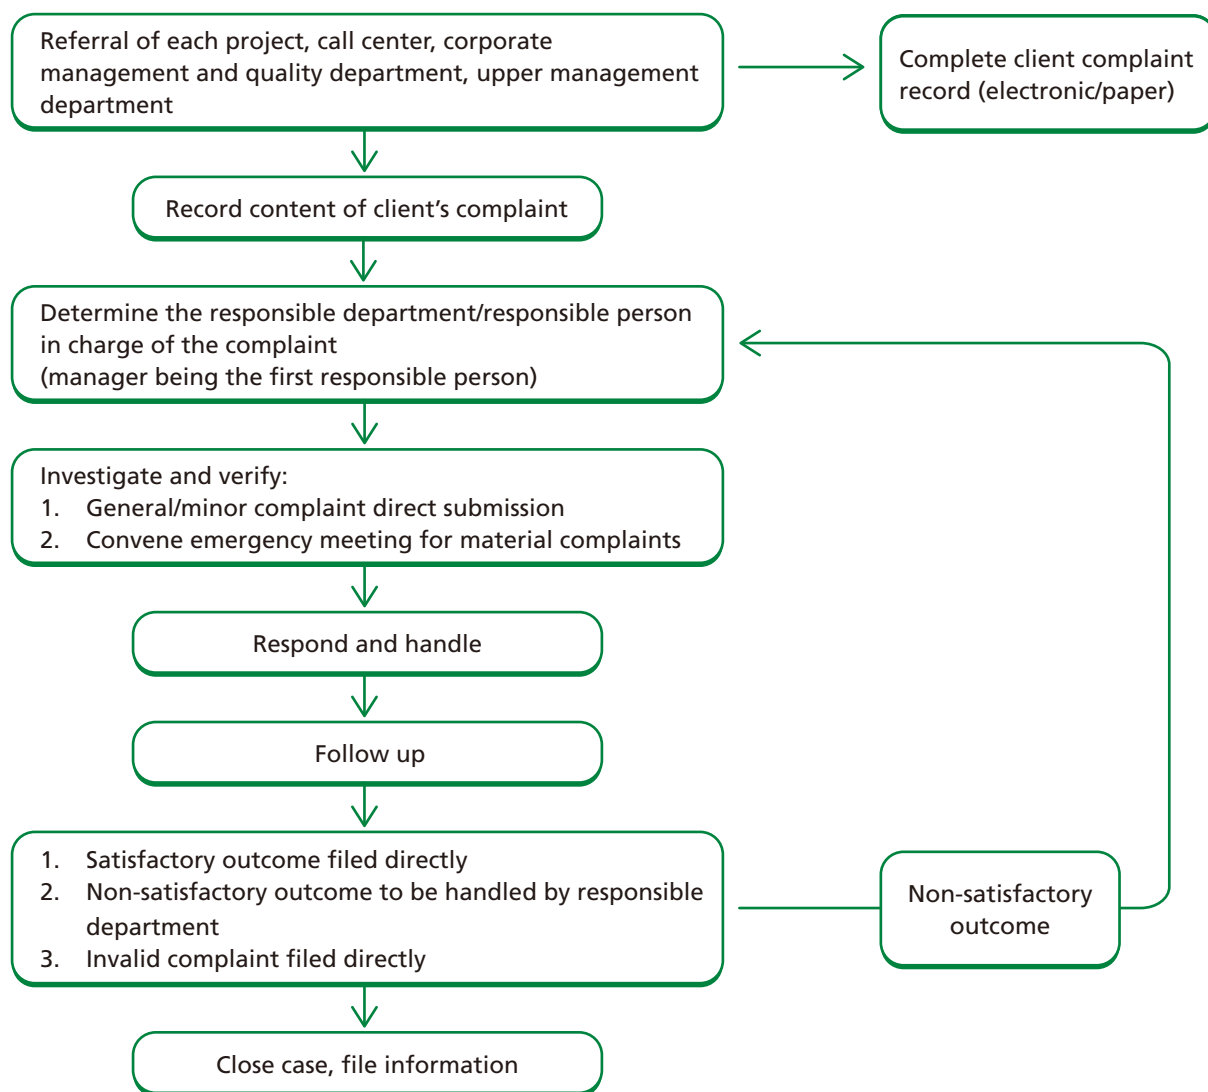 Referral of each project, call center, corporate
management and quality department, upper management
department
Complete client complaint
record (electronic/paper)
Record content of client's complaint
Determine the responsible department/responsible person
in charge of the complaint
(manager being the first responsible person)
Investigate and verify:
1. General/minor complaint direct submission
2. Convene emergency meeting for material complaints
Respond and handle
Follow up
1. Satisfactory outcome filed directly
2. Non-satisfactory outcome to be handled by responsible
department
3. Invalid complaint filed directly
Non-satisfactory
outcome
Close case, file information